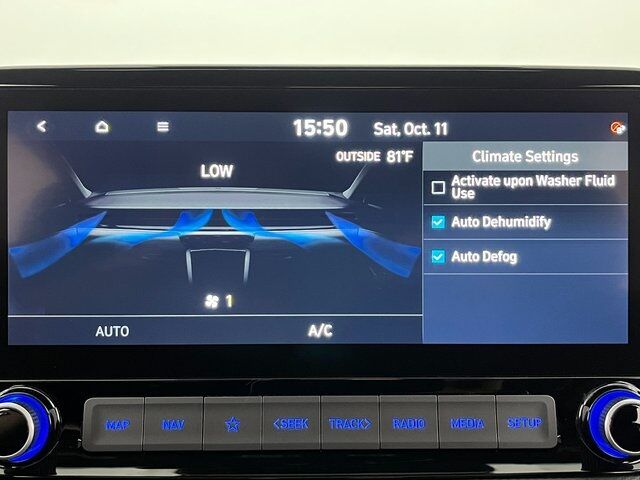 15:50 Sat, Oct. 11
OUTSIDE 81°F
LOW
1
AUTO A/C
Climate Settings
Activate upon Washer Fluid
Use
Auto Dehumidify
Auto Defog
MAP NAV <SEEK TRACK> RADIO MEDIA SETUP